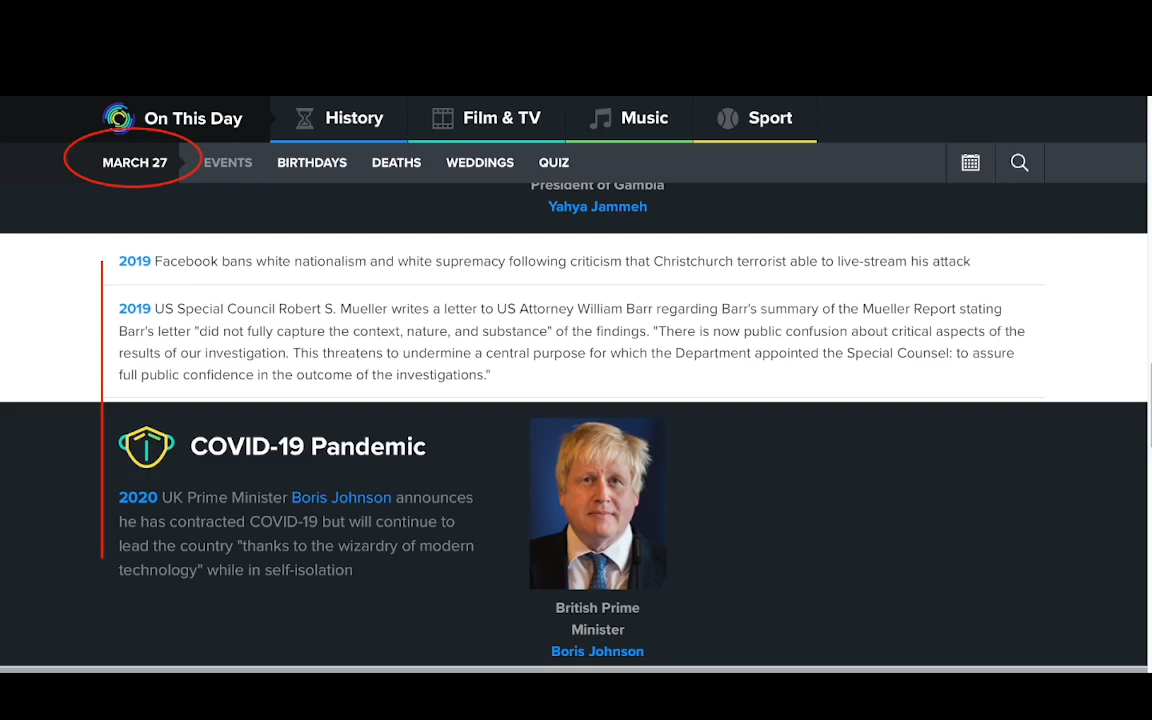 On This Day
History
Film & TV
Music
Sport
MARCH 27
EVENTS
BIRTHDAYS
DEATHS
WEDDINGS
QUIZ
President of Gambia
Yahya Jammeh
2019 Facebook bans white nationalism and white supremacy following criticism that Christchurch terrorist able to live-stream his attack
2019 US Special Council Robert S. Mueller writes a letter to US Attorney William Barr regarding Barr's summary of the Mueller Report stating
Barr's letter "did not fully capture the context, nature, and substance" of the findings. "There is now public confusion about critical aspects of the
results of our investigation. This threatens to undermine a central purpose for which the Department appointed the Special Counsel: to assure
full public confidence in the outcome of the investigations."
COVID-19 Pandemic
2020 UK Prime Minister Boris Johnson announces
he has contracted COVID-19 but will continue to
lead the country "thanks to the wizardry of modern
technology" while in self-isolation
British Prime
Minister
Boris Johnson